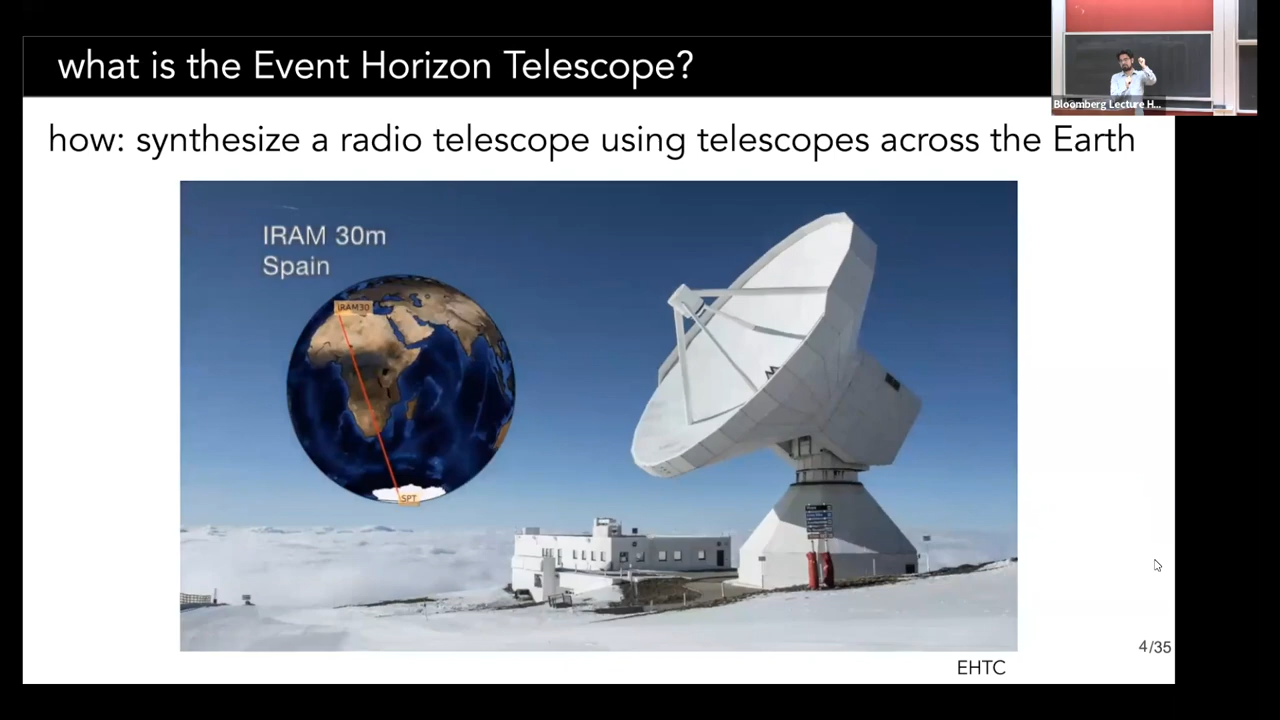 what is the Event Horizon Telescope?
Bloomberg Lecture H...
how: synthesize a radio telescope using telescopes across the Earth
IRAM 30m
Spain
iRAM30
SPT
4/35
EHTC